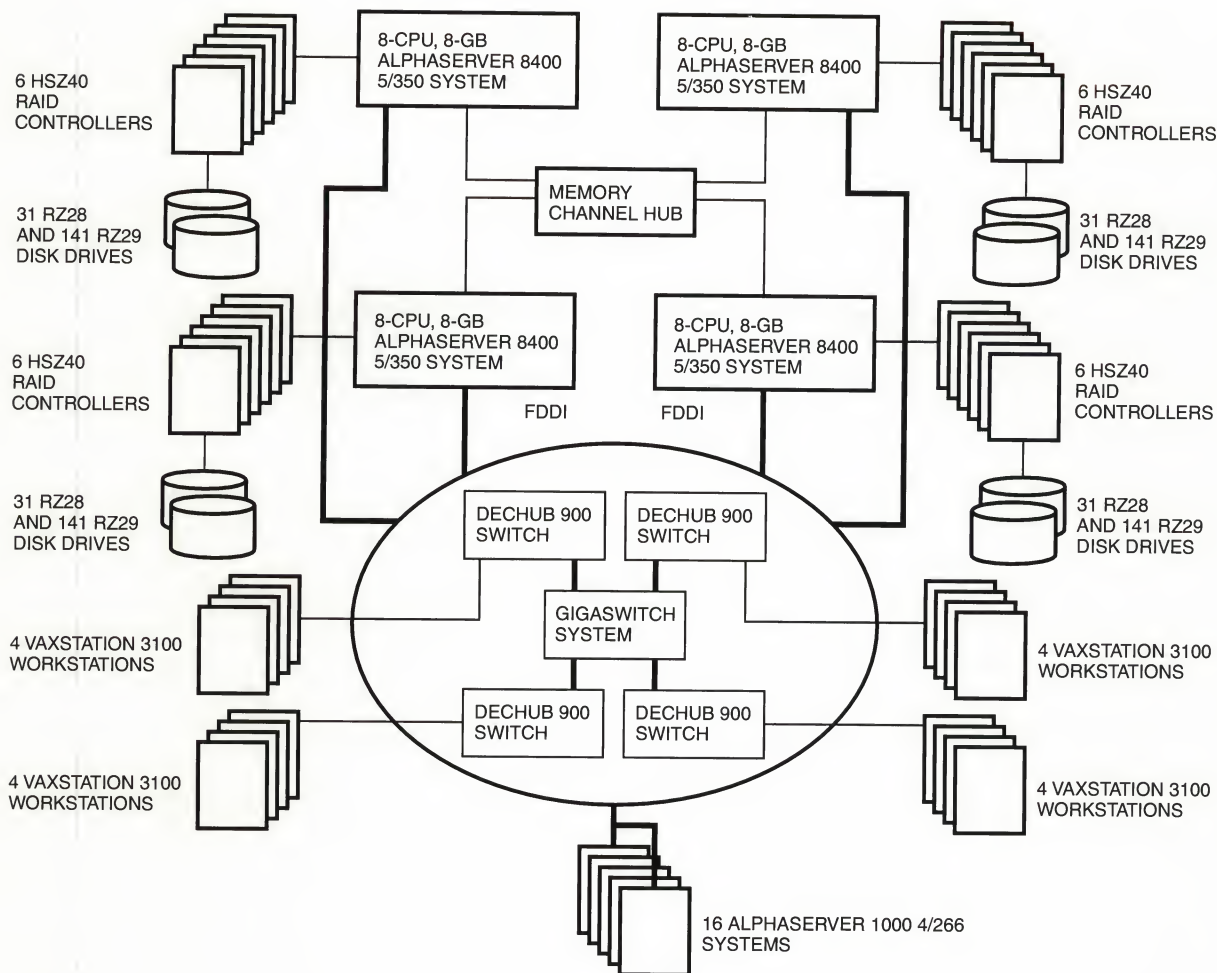 8-CPU, 8-GB
ALPHASERVER 8400
5/350 SYSTEM
8-CPU, 8-GB
ALPHASERVER 8400
5/350 SYSTEM
6 HSZ40
RAID
CONTROLLERS
6 HSZ40
RAID
CONTROLLERS
MEMORY
CHANNEL HUB
31 RZ28
AND 141 RZ29
DISK DRIVES
31 RZ28
AND 141 RZ29
DISK DRIVES
8-CPU, 8-GB
ALPHASERVER 8400
5/350 SYSTEM
8-CPU, 8-GB
ALPHASERVER 8400
5/350 SYSTEM
6 HSZ40
RAID
CONTROLLERS
6 HSZ40
RAID
CONTROLLERS
FDDI
FDDI
31 RZ28
AND 141 RZ29
DISK DRIVES
31 RZ28
AND 141 RZ29
DISK DRIVES
DECHUB 900
SWITCH
DECHUB 900
SWITCH
GIGASWITCH
SYSTEM
4 VAXSTATION 3100
WORKSTATIONS
4 VAXSTATION 3100
WORKSTATIONS
DECHUB 900
SWITCH
DECHUB 900
SWITCH
4 VAXSTATION 3100
WORKSTATIONS
4 VAXSTATION 3100
WORKSTATIONS
16 ALPHASERVER 1000 4/266
SYSTEMS